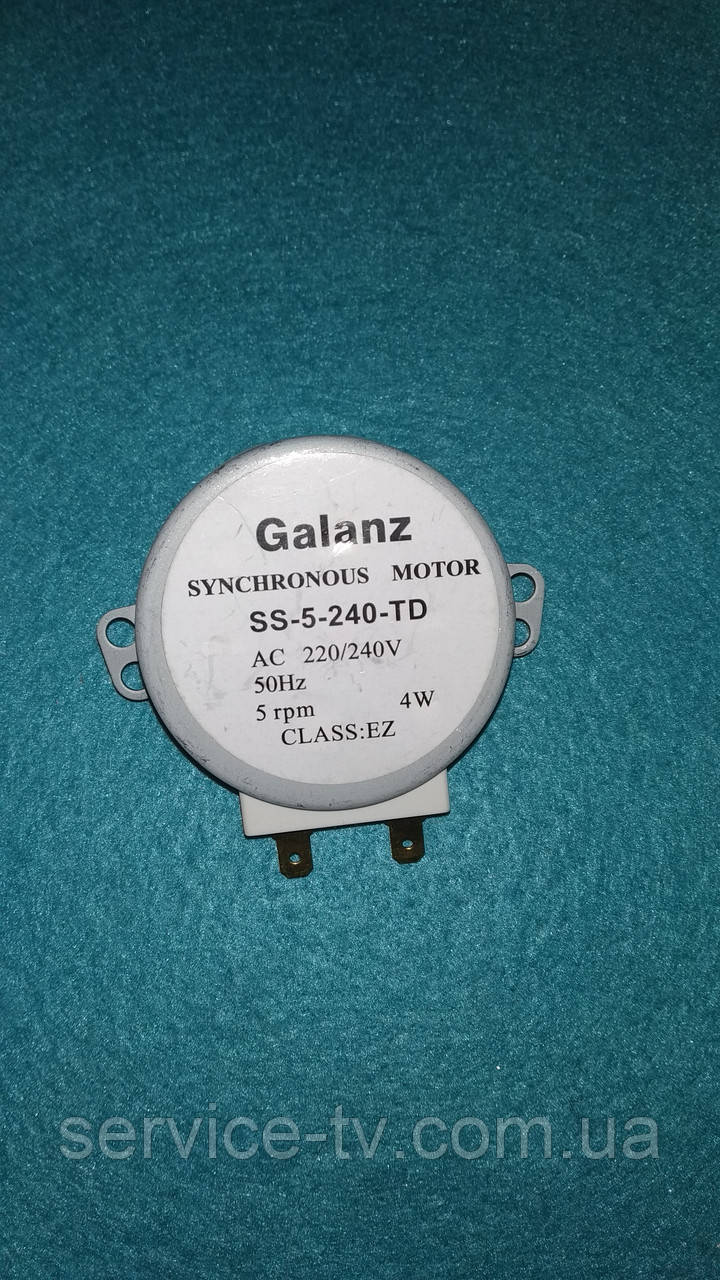 Galanz
SYNCHRONOUS MOTOR
SS-5-240-TD
AC 220/240V
50Hz
5 rpm 4W
CLASS:EZ
service-tv.com.ua